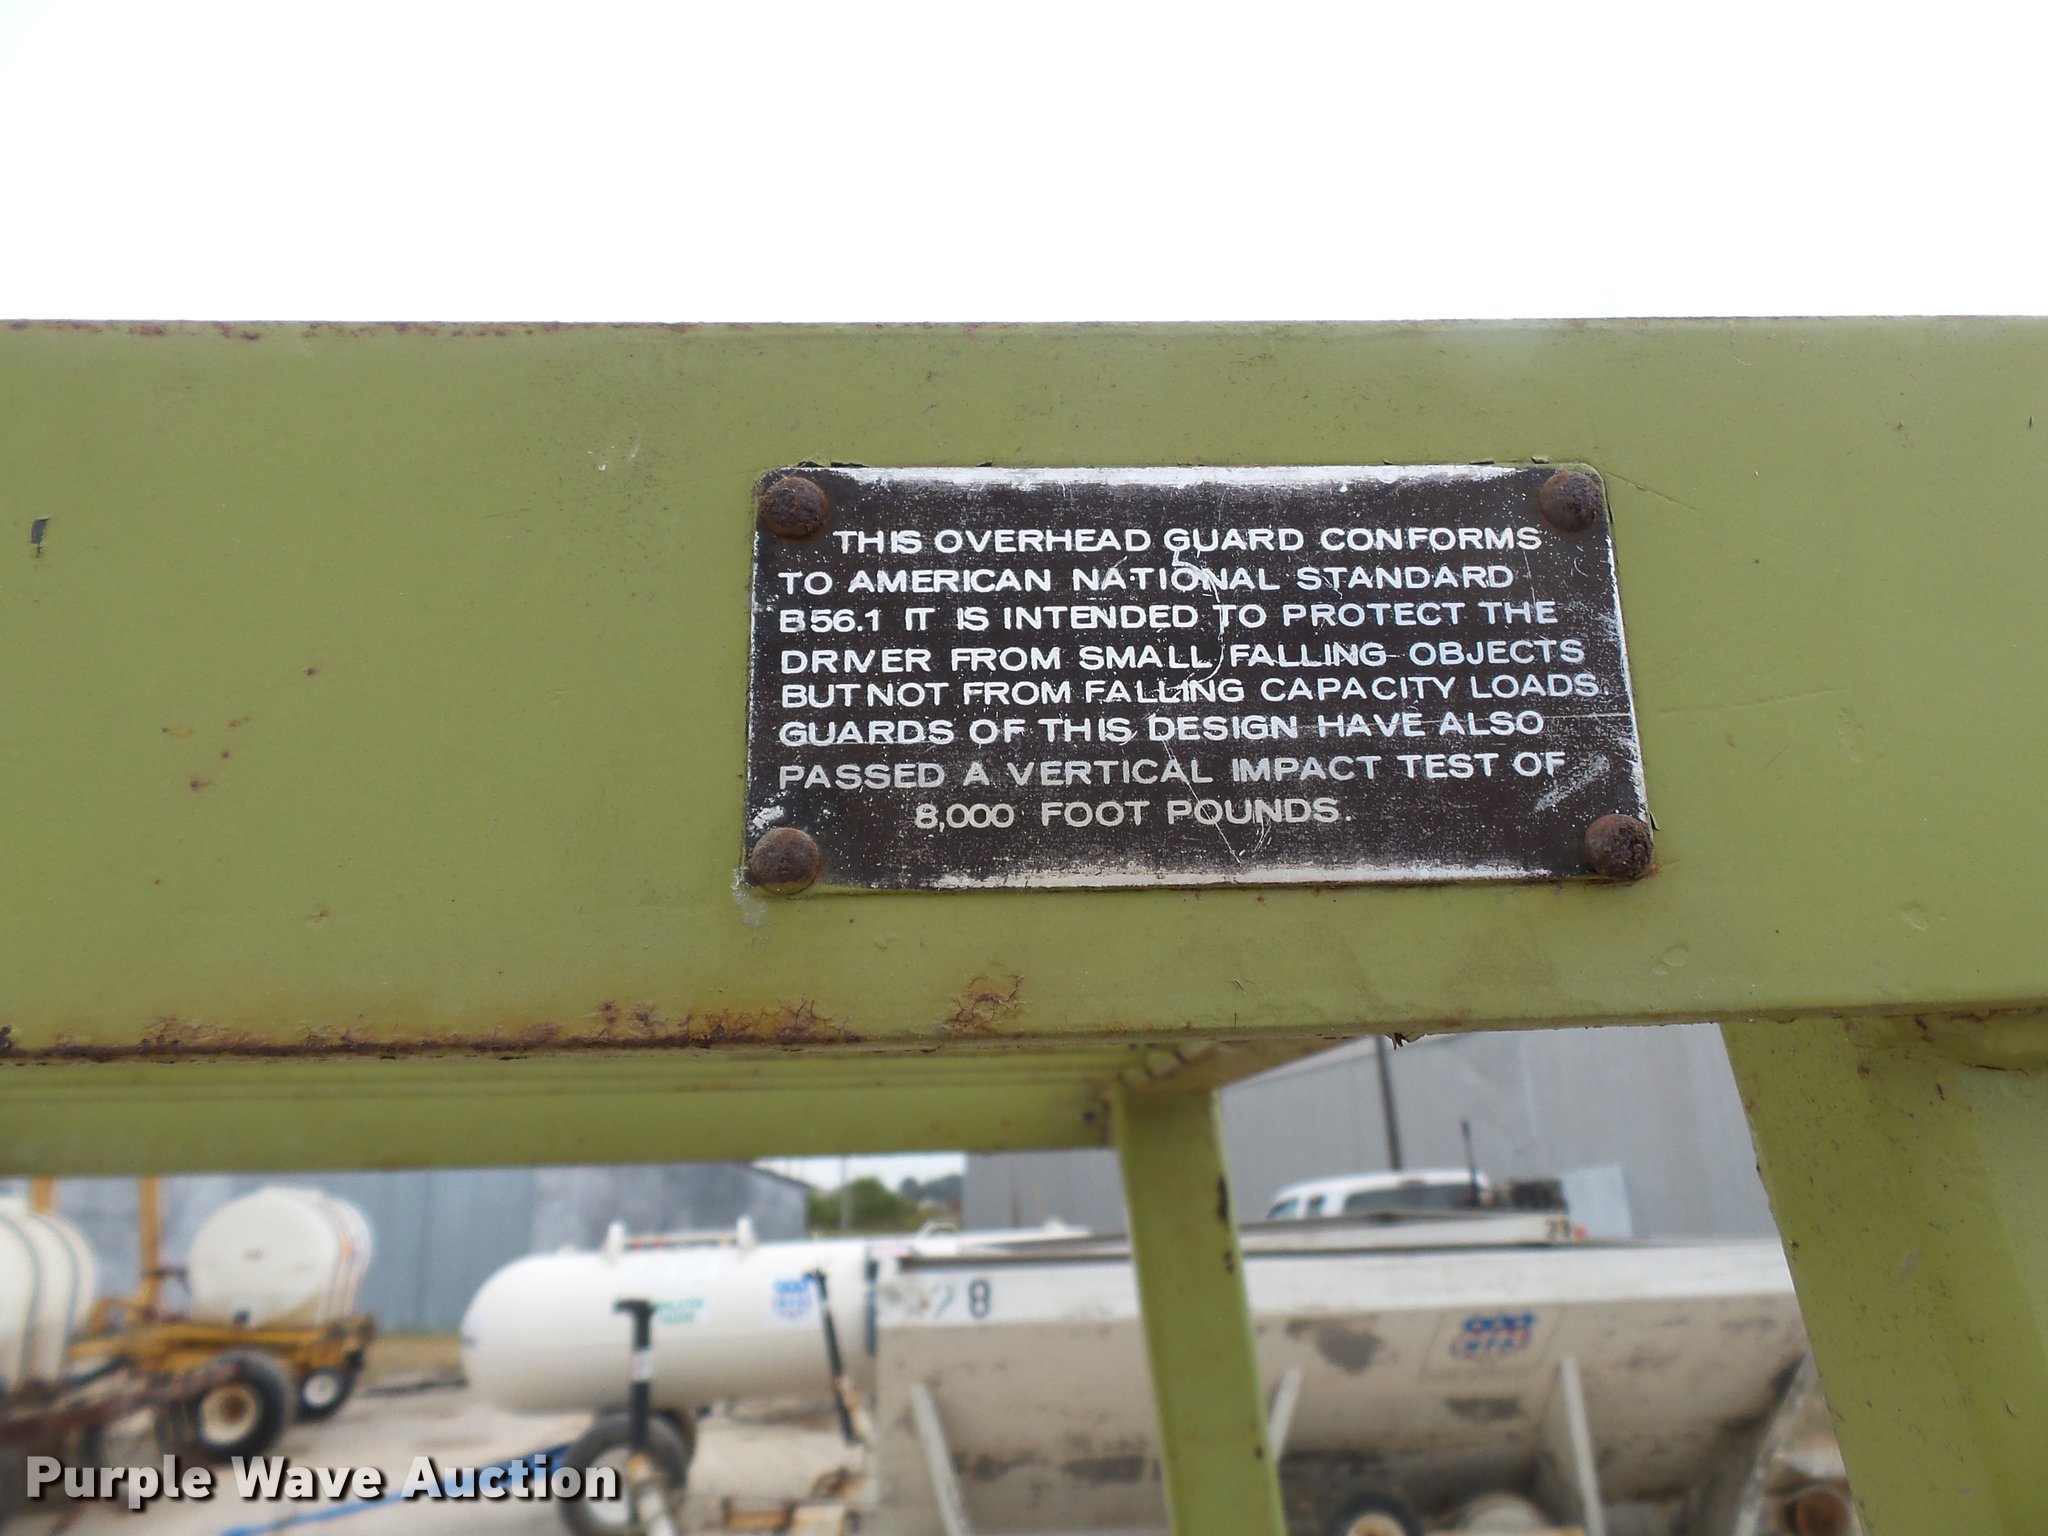 THIS OVERHEAD GUARD CONFORMS
TO AMERICAN NATIONAL STANDARD
B56.1 IT IS INTENDED TO PROTECT THE
DRIVER FROM SMALL FALLING OBJECTS
BUT NOT FROM FALLING CAPACITY LOADS.
GUARDS OF THIS DESIGN HAVE ALSO
PASSED A VERTICAL IMPACT TEST OF
8,000 FOOT POUNDS.
8
Purple Wave Auction